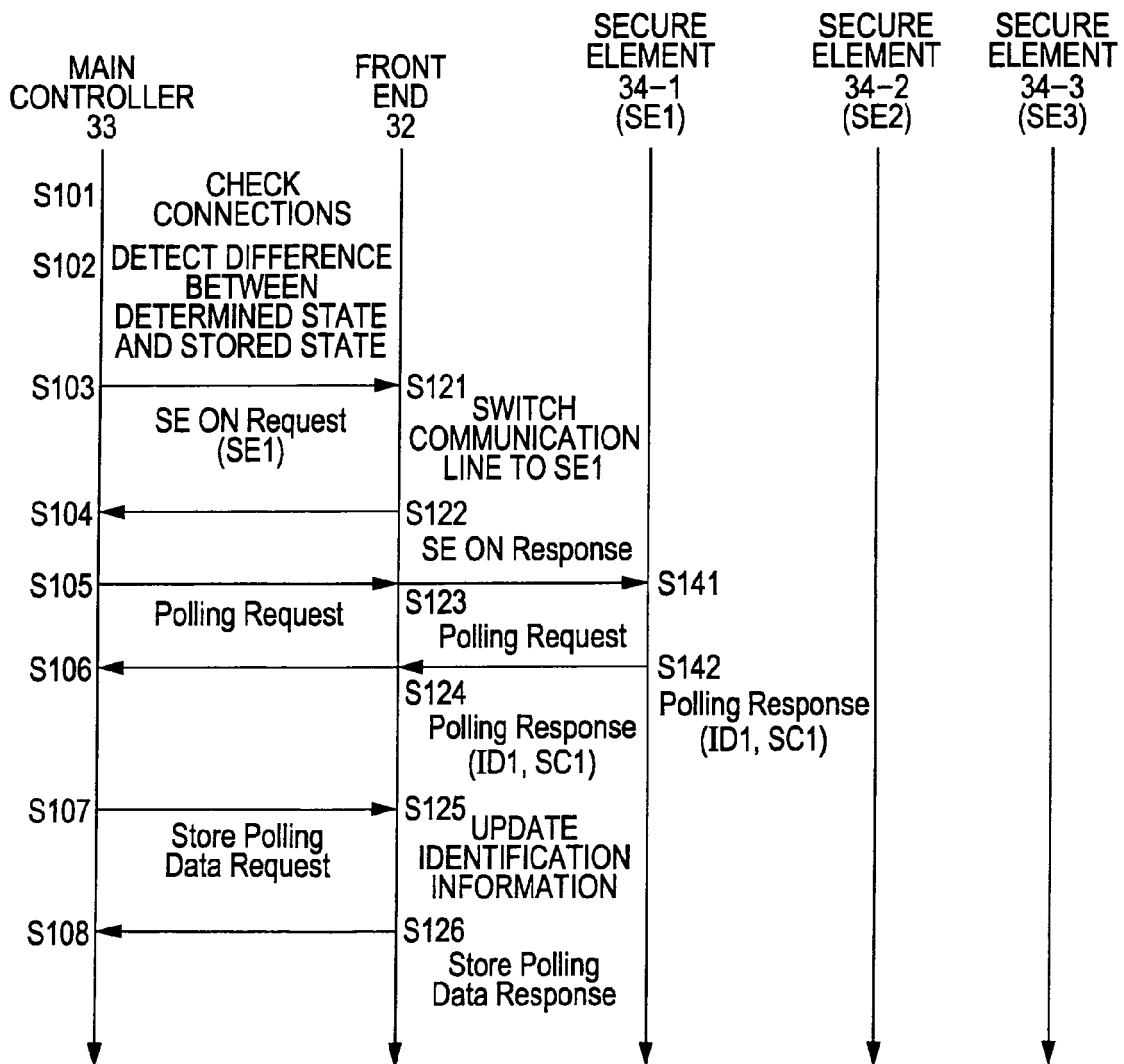 MAIN
CONTROLLER
33
FRONT
END
32
SECURE
ELEMENT
34-1
(SE1)
SECURE
ELEMENT
34-2
(SE2)
SECURE
ELEMENT
34-3
(SE3)
S101
CHECK
CONNECTIONS
S102
DETECT DIFFERENCE
BETWEEN
DETERMINED STATE
AND STORED STATE
S103
S121
SE ON Request
(SE1)
SWITCH
COMMUNICATION
LINE TO SE1
S104
S122
SE ON Response
S105
S123
S141
Polling Request
Polling Request
S106
S124
S142
Polling Response
(ID1, SC1)
Polling Response
(ID1, SC1)
S107
S125
Store Polling
Data Request
UPDATE
IDENTIFICATION
INFORMATION
S108
S126
Store Polling
Data Response